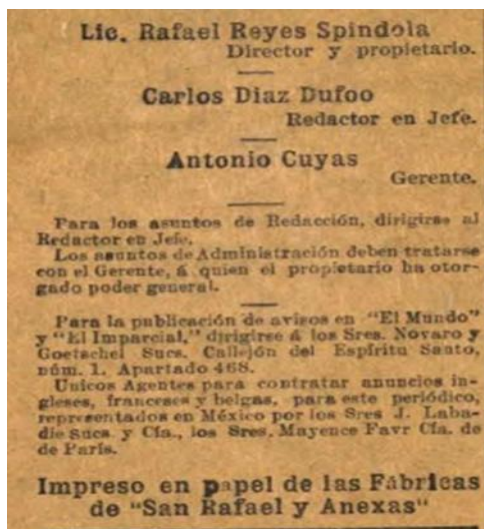 Lic. Rafael Reyes Spindola
Director y propietario.
Carlos Diaz Dufoo
Redactor en Jefe.
Antonio Cuyas
Gerente.
Para los asuntos de Redacción, dirigirse al
Redactor en Jefe.
Los asuntos de Administración deben tratarse
con el Gerente, á quien el propietario ha otor-
gado poder general.
Para la publicación de avisos en "El Mundo"
y "El Imparcial," dirigirse á los Sres. Novaro y
Goetschel Sucs. Callejón del Espíritu Santo,
núm. 1. Apartado 468.
Unicos Agentes para contratar anuncios in-
gleses, franceses y belgas, para este periódico,
representados en México por los Sres J. Laba-
die Sucs. y Cía., los Sres. Mayence Favr Cía. de
de París.
Impreso en papel de las Fábricas
de "San Rafael y Anexas"